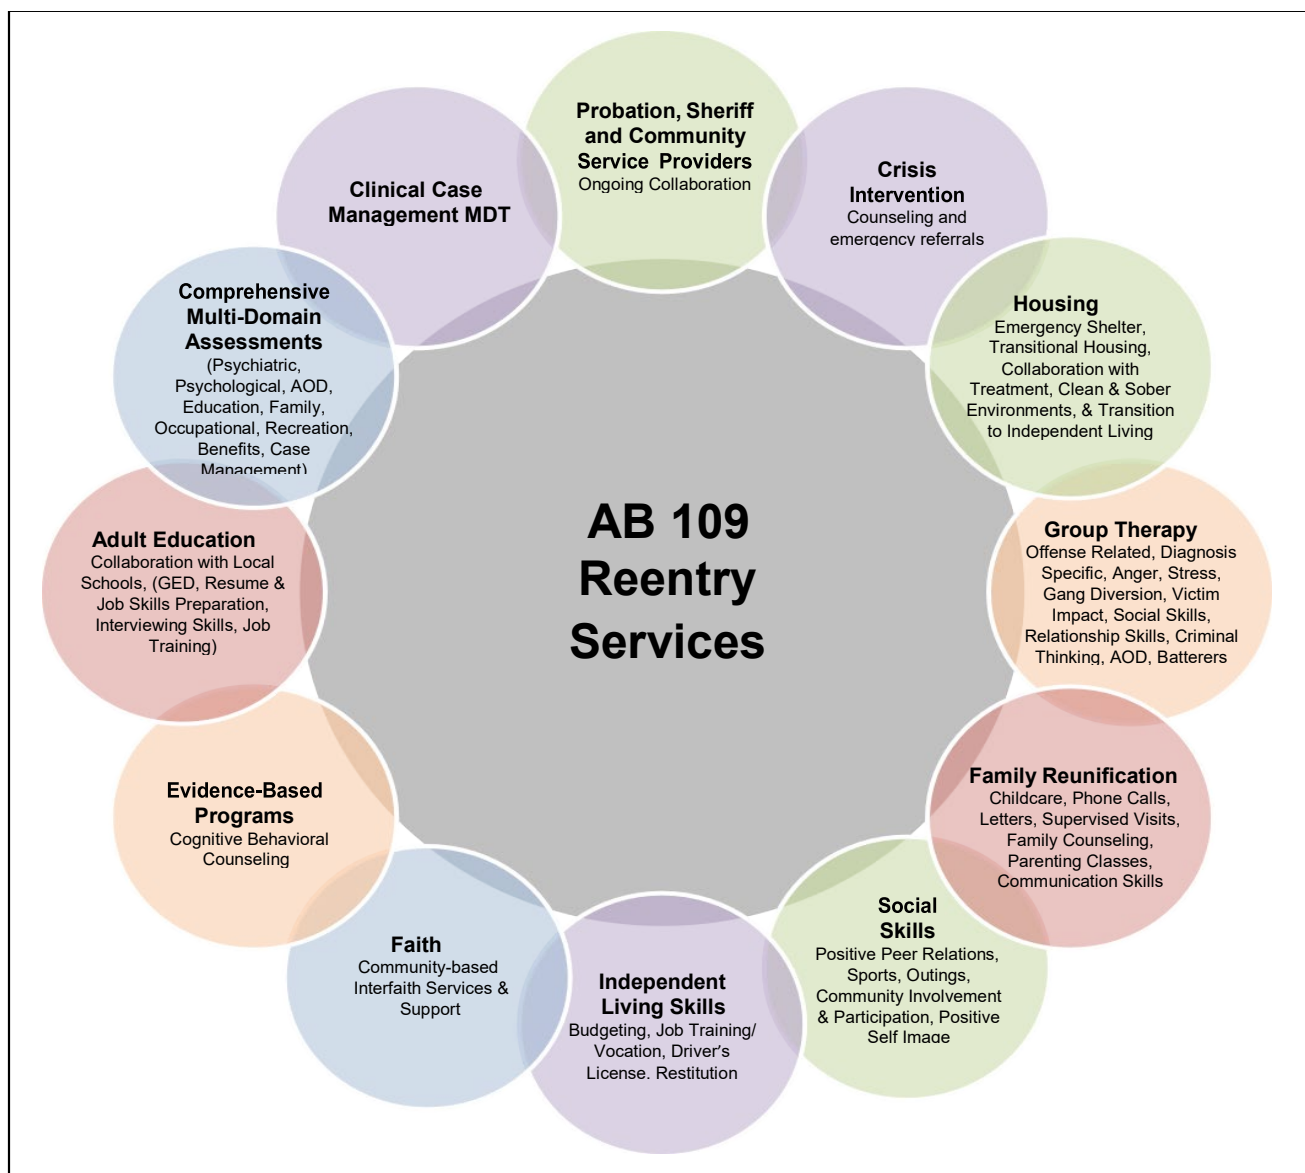 Probation, Sheriff
and Community
Service Providers
Ongoing Collaboration
Crisis
Intervention
Counseling and
emergency referrals
Housing
Emergency Shelter,
Transitional Housing,
Collaboration with
Treatment, Clean & Sober
Environments, & Transition
to Independent Living
Group Therapy
Offense Related, Diagnosis
Specific, Anger, Stress,
Gang Diversion, Victim
Impact, Social Skills,
Relationship Skills, Criminal
Thinking, AOD, Batterers
Family Reunification
Childcare, Phone Calls,
Letters, Supervised Visits,
Family Counseling,
Parenting Classes,
Communication Skills
Social
Skills
Positive Peer Relations,
Sports, Outings,
Community Involvement
& Participation, Positive
Self Image
Independent
Living Skills
Budgeting, Job Training/
Vocation, Driver's
License. Restitution
Faith
Community-based
Interfaith Services &
Support
Evidence-Based
Programs
Cognitive Behavioral
Counseling
Adult Education
Collaboration with Local
Schools, (GED, Resume &
Job Skills Preparation,
Interviewing Skills, Job
Training)
Comprehensive
Multi-Domain
Assessments
(Psychiatric,
Psychological, AOD,
Education, Family,
Occupational, Recreation,
Benefits, Case
Management)
Clinical Case
Management MDT
AB 109
Reentry
Services